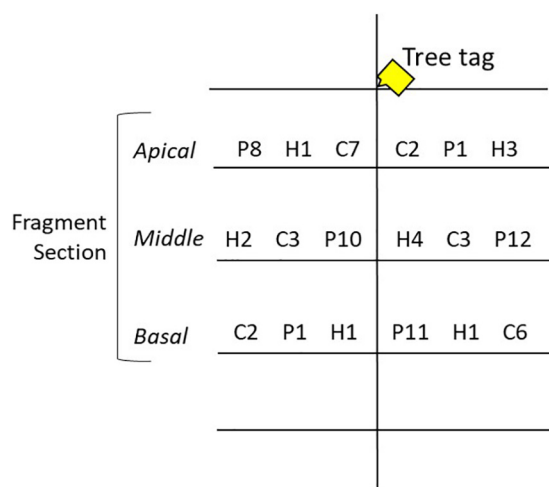 Tree tag
Apical P8 H1 C7 C2 P1 H3
Fragment
Section
Middle H2 C3 P10 H4 C3 P12
Basal C2 P1 H1 P11 H1 C6